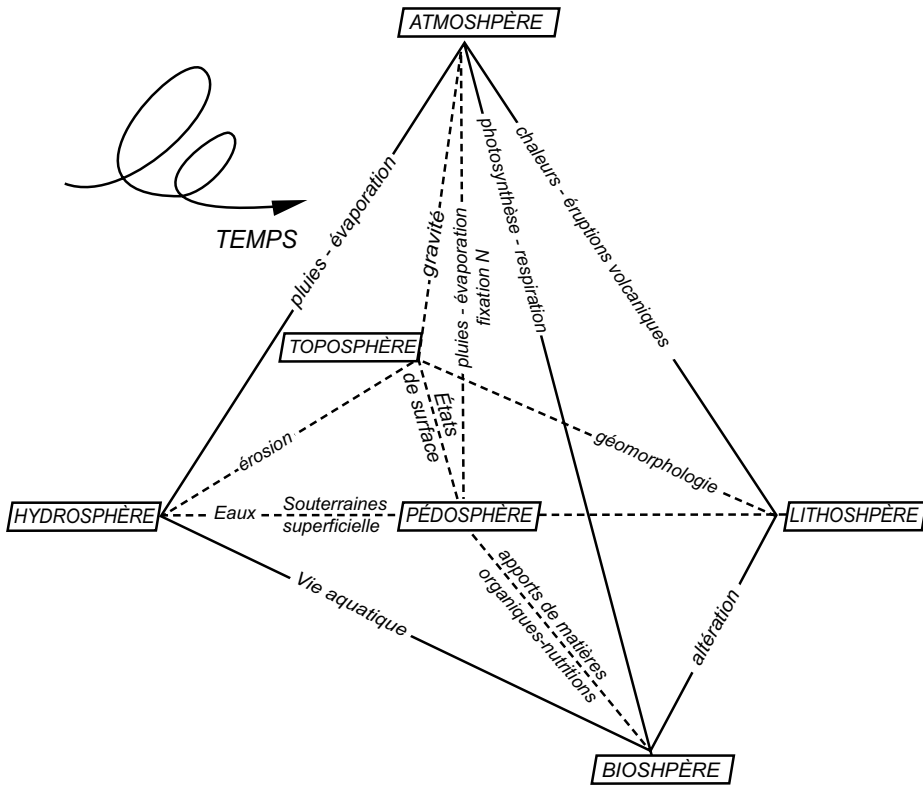 ATMOSHPÈRE
TEMPS
pluies - évaporation
gravité
pluies - évaporation
fixation N
photosynthèse - respiration
chaleurs - éruptions volcaniques
TOPOSPHÈRE
États
de surface
érosion
géomorphologie
HYDROSPHÈRE
Eaux
Souterraines
superficielle
PÉDOSPHÈRE
LITHOSHPÈRE
Vie aquatique
apports de matières
organiques-nutritions
altération
BIOSHPÈRE